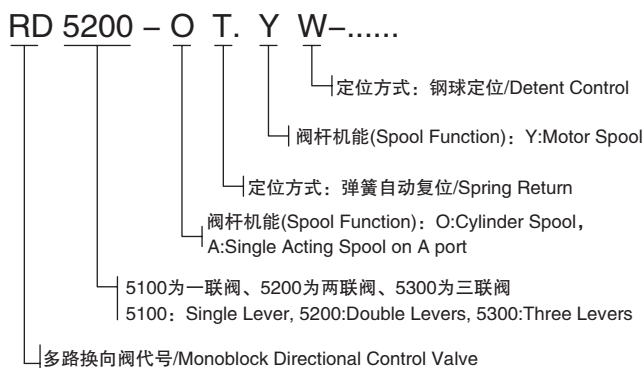 RD 5200 – O T. Y W–......
定位方式：钢球定位/Detent Control
阀杆机能(Spool Function)：Y:Motor Spool
定位方式：弹簧自动复位/Spring Return
阀杆机能(Spool Function)：O:Cylinder Spool，
A:Single Acting Spool on A port
5100为一联阀、5200为两联阀、5300为三联阀
5100：Single Lever, 5200:Double Levers, 5300:Three Levers
多路换向阀代号/Monoblock Directional Control Valve